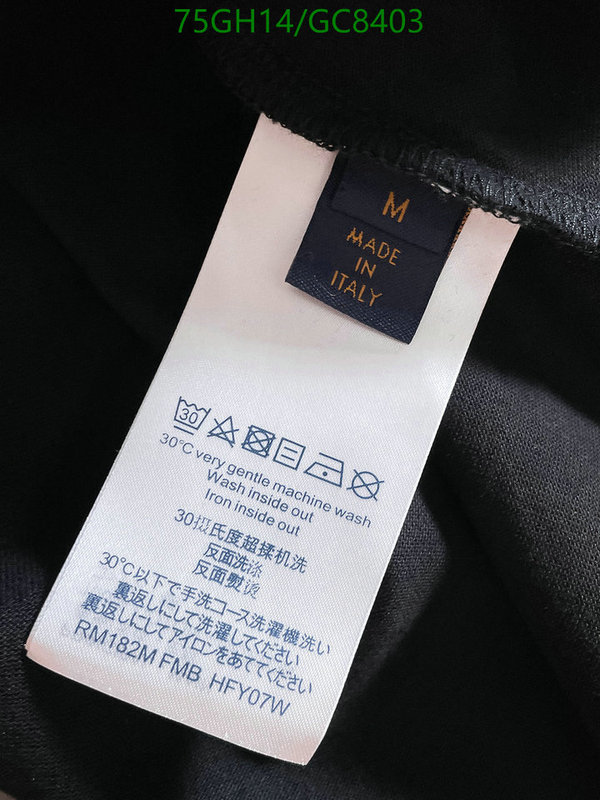 75GH14/GC8403
M
MADE
IN
ITALY
30
30°C very gentle machine wash
Wash inside out
Iron inside out
30摄氏度超揉机洗
反面洗涤
反面熨烫
30℃以下で手洗コース洗濯機洗い
裏返しにして洗濯してください
裏返しにしてアイロンをあててください
RM182M FMB HFY07W